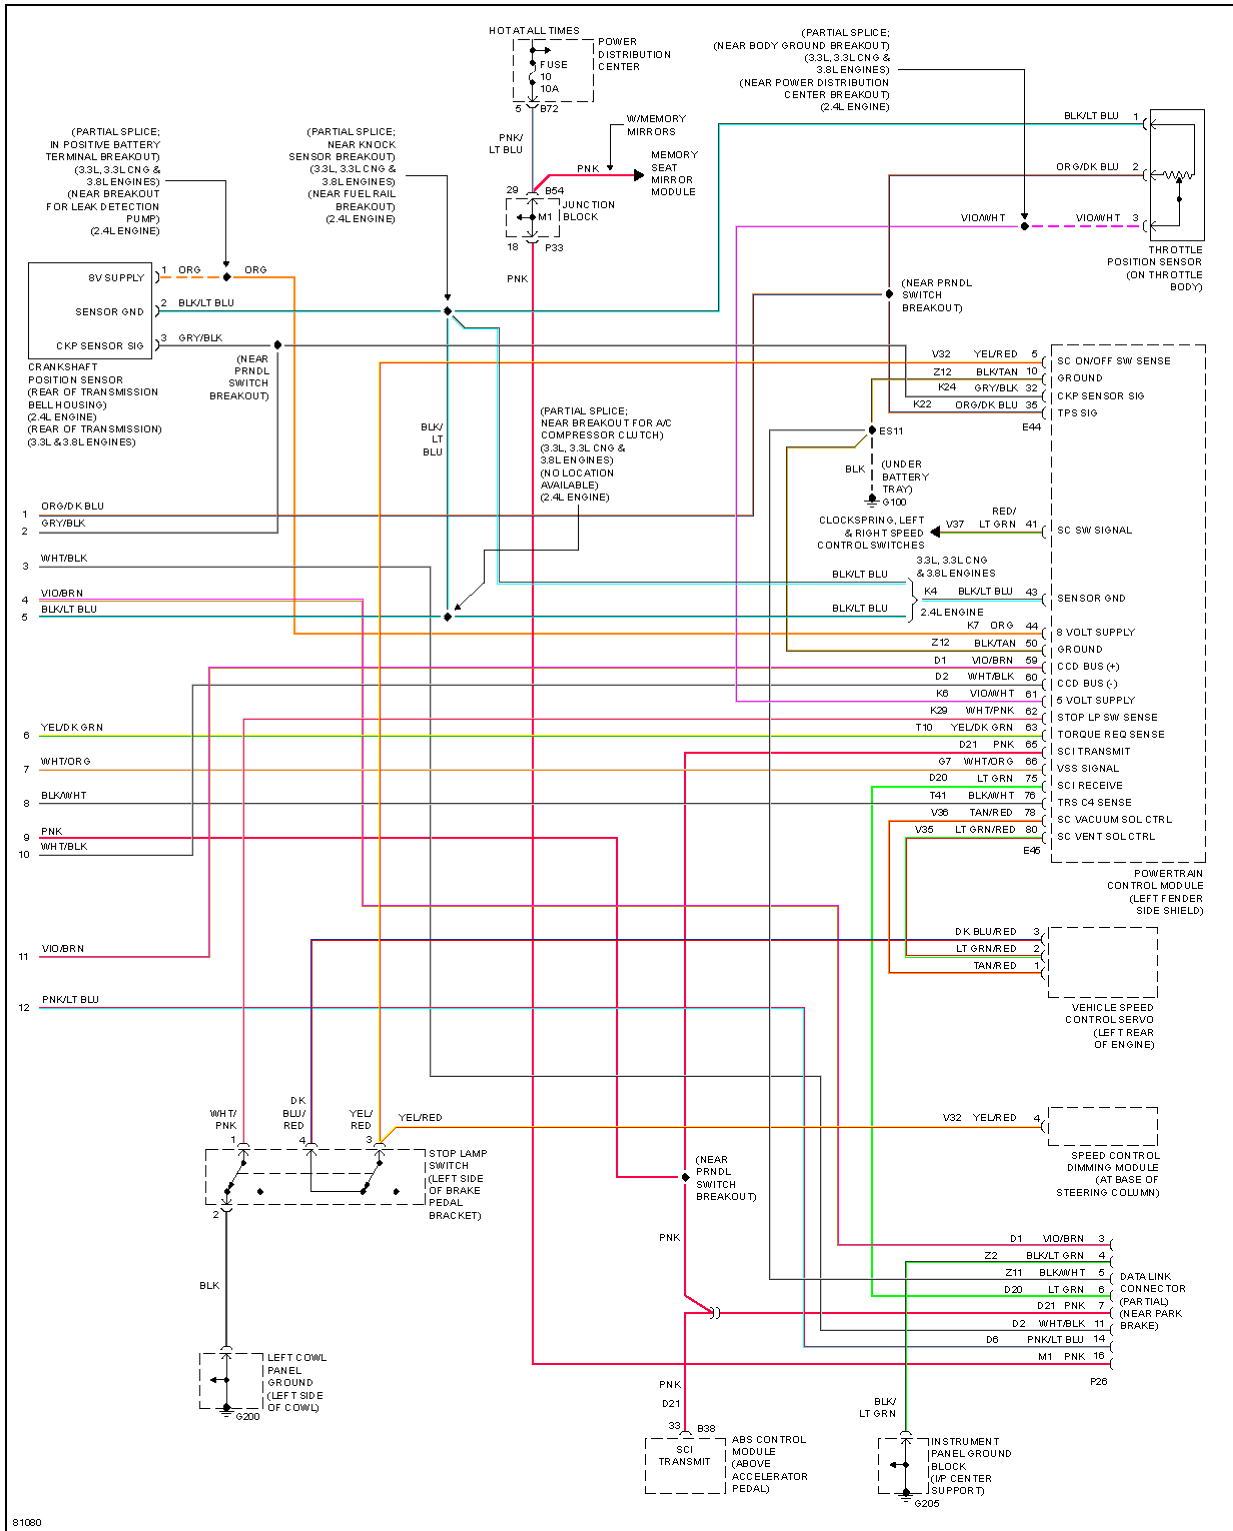 HOT AT ALL TIMES
POWER
DISTRIBUTION
CENTER
FUSE
10
10A
5
B72
PNK/
LT BLU
PNK
W/MEMORY
MIRRORS
MEMORY
SEAT
MIRROR
MODULE
29
B54
JUNCTION
BLOCK
M1
18
P33
PNK
(PARTIAL SPLICE;
(NEAR BODY GROUND BREAKOUT)
(3.3L, 3.3L CNG &
3.8L ENGINES)
(NEAR POWER DISTRIBUTION
CENTER BREAKOUT)
(2.4L ENGINE)
(PARTIAL SPLICE;
IN POSITIVE BATTERY
TERMINAL BREAKOUT)
(3.3L, 3.3L CNG &
3.8L ENGINES)
(NEAR BREAKOUT
FOR LEAK DETECTION
PUMP)
(2.4L ENGINE)
(PARTIAL SPLICE;
NEAR KNOCK
SENSOR BREAKOUT)
(3.3L, 3.3L CNG &
3.8L ENGINES)
(NEAR FUEL RAIL
BREAKOUT)
(2.4L ENGINE)
BLK/LT BLU 1
ORG/DK BLU 2
VIO/WHT
VIO/WHT 3
THROTTLE
POSITION SENSOR
(ON THROTTLE
BODY)
8V SUPPLY
1 ORG
ORG
SENSOR GND
2 BLK/LT BLU
CKP SENSOR SIG
3 GRY/BLK
CRANKSHAFT
POSITION SENSOR
(REAR OF TRANSMISSION
BELL HOUSING)
(2.4L ENGINE)
(REAR OF TRANSMISSION)
(3.3L & 3.8L ENGINES)
(NEAR
PRNDL
SWITCH
BREAKOUT)
(NEAR PRNDL
SWITCH
BREAKOUT)
BLK/
LT
BLU
(PARTIAL SPLICE;
NEAR BREAKOUT FOR A/C
COMPRESSOR CLUTCH)
(3.3L, 3.3L CNG &
3.8L ENGINES)
(NO LOCATION
AVAILABLE)
(2.4L ENGINE)
V32 YEL/RED 5 SC ON/OFF SW SENSE
Z12 BLK/TAN 10 GROUND
K24 GRY/BLK 32 CKP SENSOR SIG
K22 ORG/DK BLU 35 TPS SIG
E44
ES11
BLK
(UNDER
BATTERY
TRAY)
G100
CLOCKSPRING, LEFT
& RIGHT SPEED
CONTROL SWITCHES
V37
RED/
LT GRN 41 SC SW SIGNAL
BLK/LT BLU
3.3L, 3.3L CNG
& 3.8L ENGINES
K4 BLK/LT BLU 43 SENSOR GND
BLK/LT BLU
2.4L ENGINE
K7 ORG 44 8 VOLT SUPPLY
Z12 BLK/TAN 50 GROUND
D1 VIO/BRN 59 CCD BUS (+)
D2 WHT/BLK 60 CCD BUS (-)
K6 VIO/WHT 61 5 VOLT SUPPLY
K29 WHT/PNK 62 STOP LP SW SENSE
T10 YEL/DK GRN 63 TORQUE REQ SENSE
D21 PNK 65 SCI TRANSMIT
G7 WHT/ORG 66 VSS SIGNAL
D20 LT GRN 75 SCI RECEIVE
T41 BLK/WHT 76 TRS C4 SENSE
V36 TAN/RED 78 SC VACUUM SOL CTRL
V35 LT GRN/RED 80 SC VENT SOL CTRL
E45
POWERTRAIN
CONTROL MODULE
(LEFT FENDER
SIDE SHIELD)
1 ORG/DK BLU
2 GRY/BLK
3 WHT/BLK
4 VIO/BRN
5 BLK/LT BLU
6 YEL/DK GRN
7 WHT/ORG
8 BLK/WHT
9 PNK
10 WHT/BLK
11 VIO/BRN
12 PNK/LT BLU
DK BLU/RED 3
LT GRN/RED 2
TAN/RED 1
VEHICLE SPEED
CONTROL SERVO
(LEFT REAR
OF ENGINE)
WHT/
PNK
1
DK
BLU/
RED
4
YEL/
RED
3
YEL/RED
V32 YEL/RED 4
SPEED CONTROL
DIMMING MODULE
(AT BASE OF
STEERING COLUMN)
STOP LAMP
SWITCH
(LEFT SIDE
OF BRAKE
PEDAL
BRACKET)
2
BLK
LEFT COWL
PANEL
GROUND
(LEFT SIDE
OF COWL)
G200
(NEAR
PRNDL
SWITCH
BREAKOUT)
PNK
D1 VIO/BRN 3
Z2 BLK/LT GRN 4
Z11 BLK/WHT 5
D20 LT GRN 6
D21 PNK 7
D2 WHT/BLK 11
D6 PNK/LT BLU 14
M1 PNK 16
P26
DATA LINK
CONNECTOR
(PARTIAL)
(NEAR PARK
BRAKE)
PNK
D21
33
B38
SCI
TRANSMIT
ABS CONTROL
MODULE
(ABOVE
ACCELERATOR
PEDAL)
BLK/
LT GRN
INSTRUMENT
PANEL GROUND
BLOCK
(I/P CENTER
SUPPORT)
G205
81080